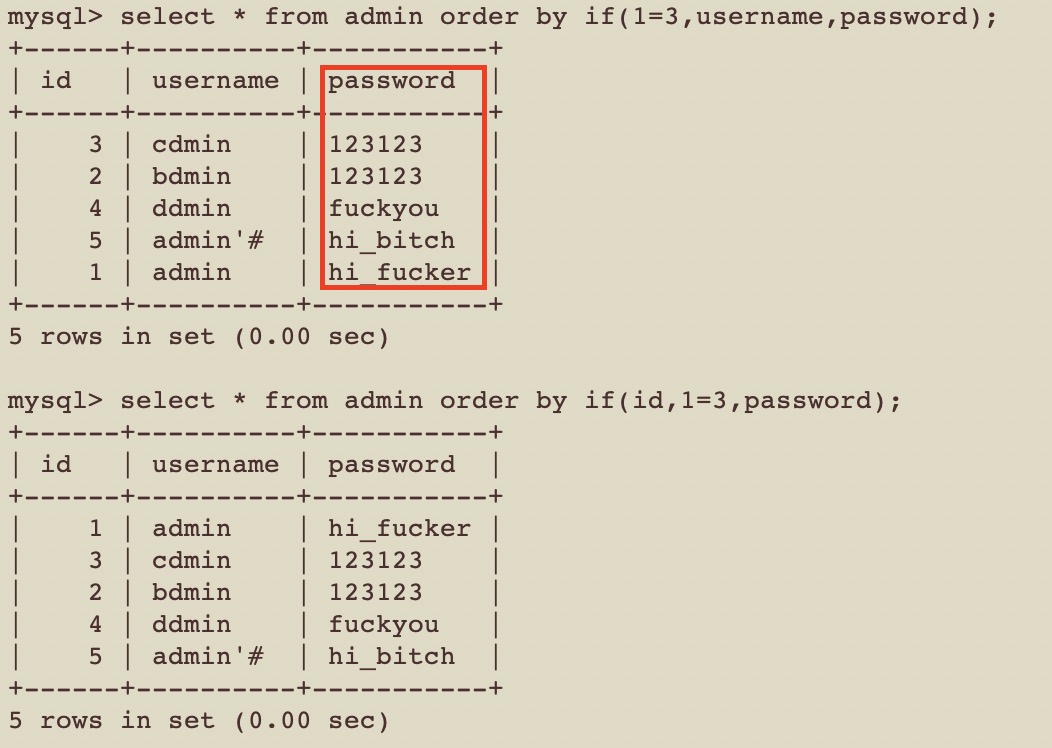 mysql> select * from admin order by if(1=3,username,password);
+------+----------+-----------+
| id   | username | password  |
+------+----------+-----------+
|    3 | cdmin    | 123123    |
|    2 | bdmin    | 123123    |
|    4 | ddmin    | fuckyou   |
|    5 | admin'#  | hi_bitch  |
|    1 | admin    | hi_fucker |
+------+----------+-----------+
5 rows in set (0.00 sec)
mysql> select * from admin order by if(id,1=3,password);
+------+----------+-----------+
| id   | username | password  |
+------+----------+-----------+
|    1 | admin    | hi_fucker |
|    3 | cdmin    | 123123    |
|    2 | bdmin    | 123123    |
|    4 | ddmin    | fuckyou   |
|    5 | admin'#  | hi_bitch  |
+------+----------+-----------+
5 rows in set (0.00 sec)